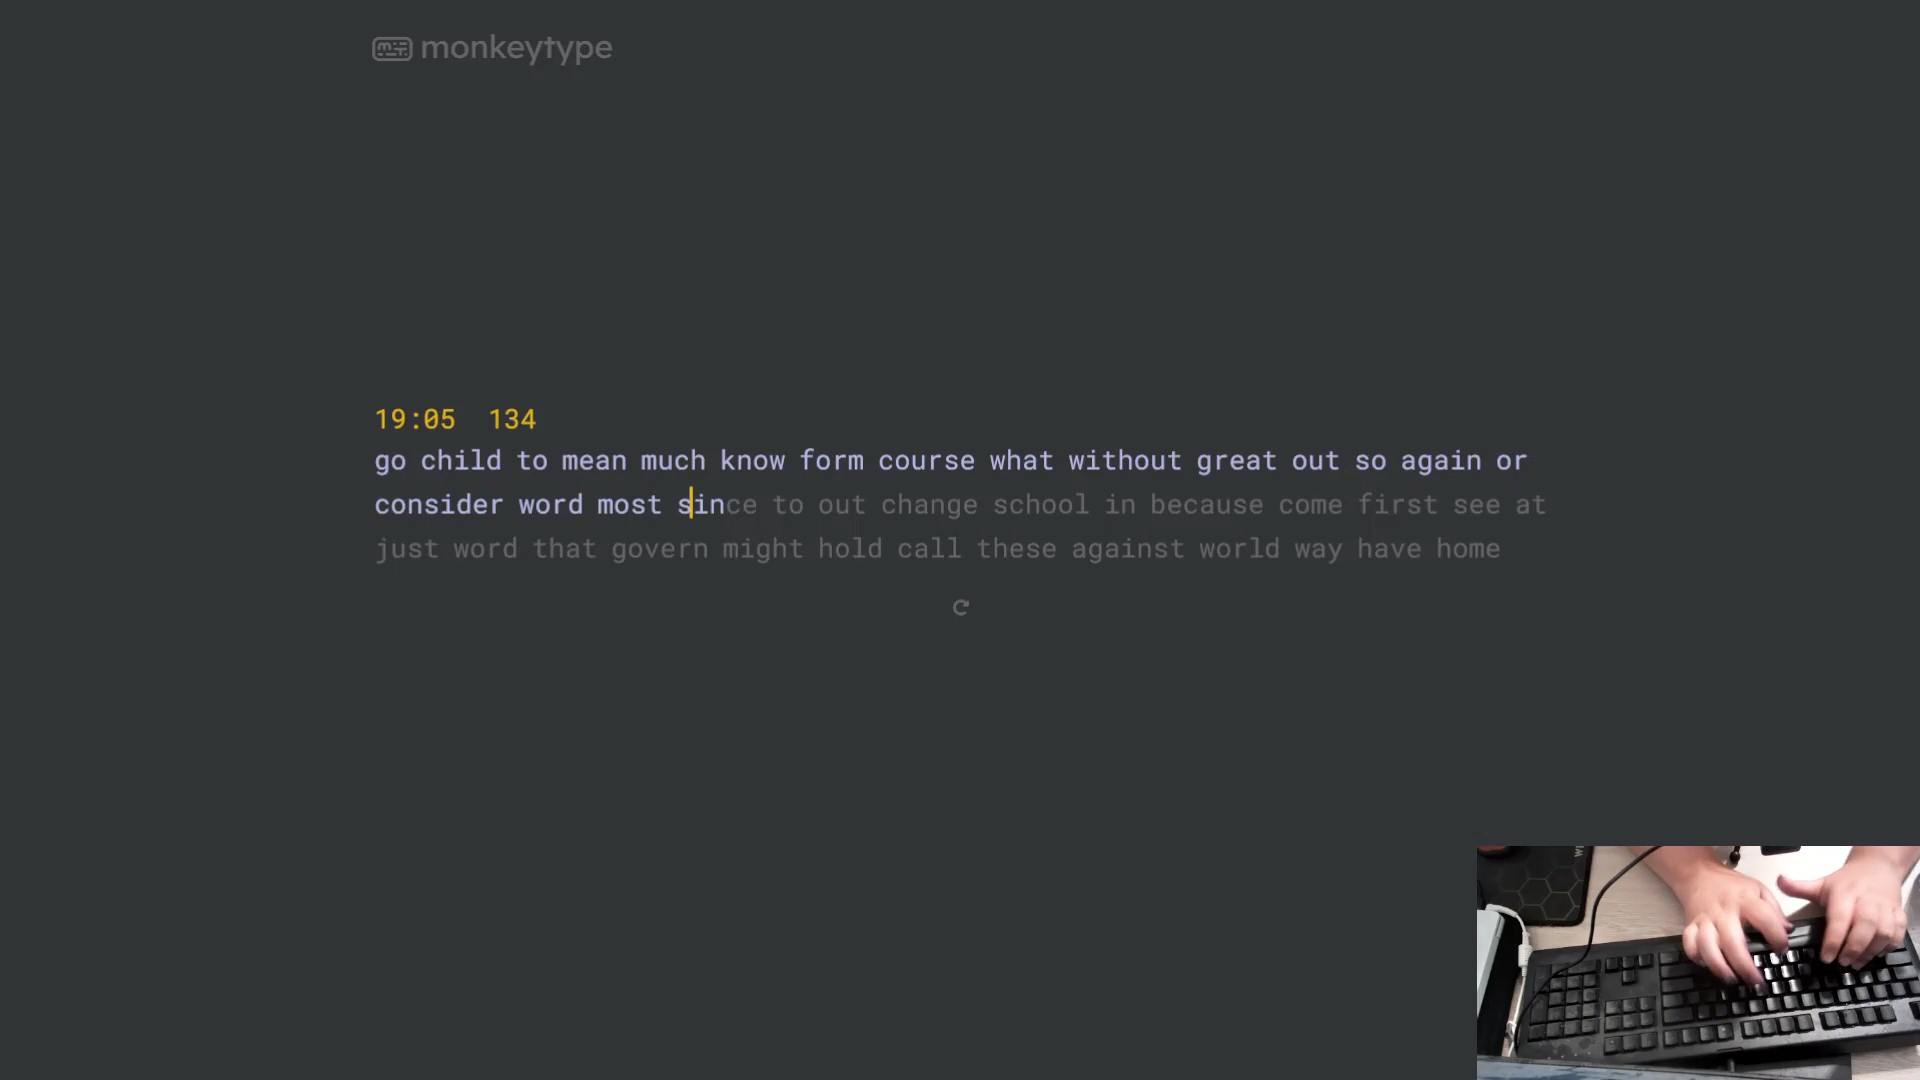 monkeytype
19:05 134
go child to mean much know form course what without great out so again or
consider word most since to out change school in because come first see at
just word that govern might hold call these against world way have home